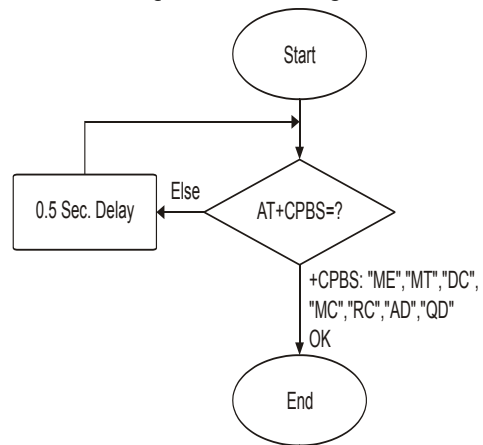 Start
Else
0.5 Sec. Delay
AT+CPBS=?
+CPBS: "ME","MT","DC",
"MC","RC","AD","QD"
OK
End